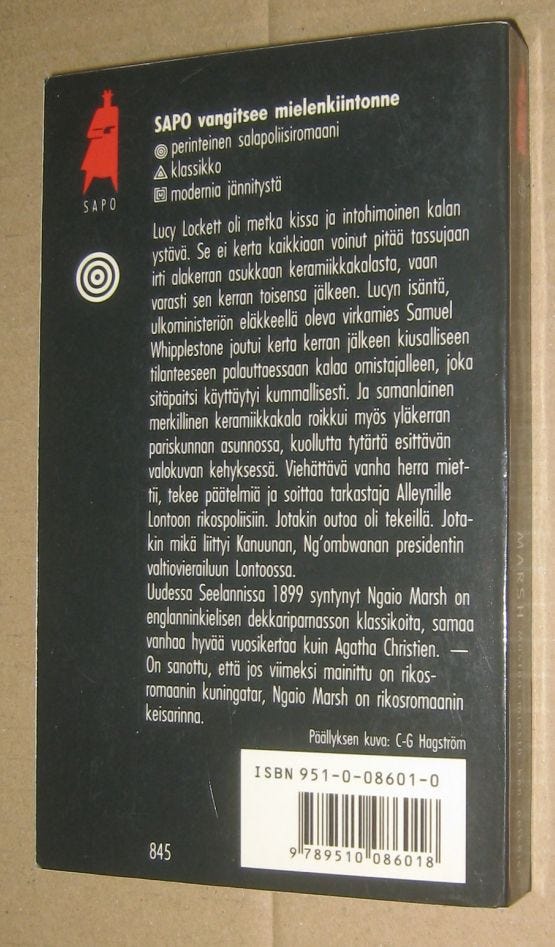 SAPO vangitsee mielenkiintonne
perinteinen salapoliisiromaani
klassikko
modernia jännitystä
SAPO
Lucy Lockett oli metka kissa ja intohimoinen kalan
ystävä. Se ei kerta kaikkiaan voinut pitää tassujaan
irti alakerran asukkaan keramiikkakalasta, vaan
varasti sen kerran toisensa jälkeen. Lucyn isäntä,
ulkoministeriön eläkkeellä oleva virkamies Samuel
Whipplestone joutui kerta kerran jälkeen kiusalliseen
tilanteeseen palauttaessaan kalaa omistajalleen, joka
sitäpaitsi käyttäytyi kummallisesti. Ja samanlainen
merkillinen keramiikkakala roikkui myös yläkerran
pariskunnan asunnossa, kuollutta tytärtä esittävän
valokuvan kehyksessä. Viehättävä vanha herra miet-
tii, tekee päätelmiä ja soittaa tarkastaja Alleynille
Lontoon rikospoliisiin. Jotakin outoa oli tekeillä. Jota-
kin mikä liittyi Kanuunan, Ng'ombwanan presidentin
valtiovierailuun Lontoossa.
Uudessa Seelannissa 1899 syntynyt Ngaio Marsh on
englanninkielisen dekkariparnasson klassikoita, samaa
vanhaa hyvää vuosikertaa kuin Agatha Christien. —
On sanottu, että jos viimeksi mainittu on rikos-
romaanin kuningatar, Ngaio Marsh on rikosromaanin
keisarinna.
Päällyksen kuva: C-G Hagström
ISBN 951-0-08601-0
9 789510 086018
845
MARSH